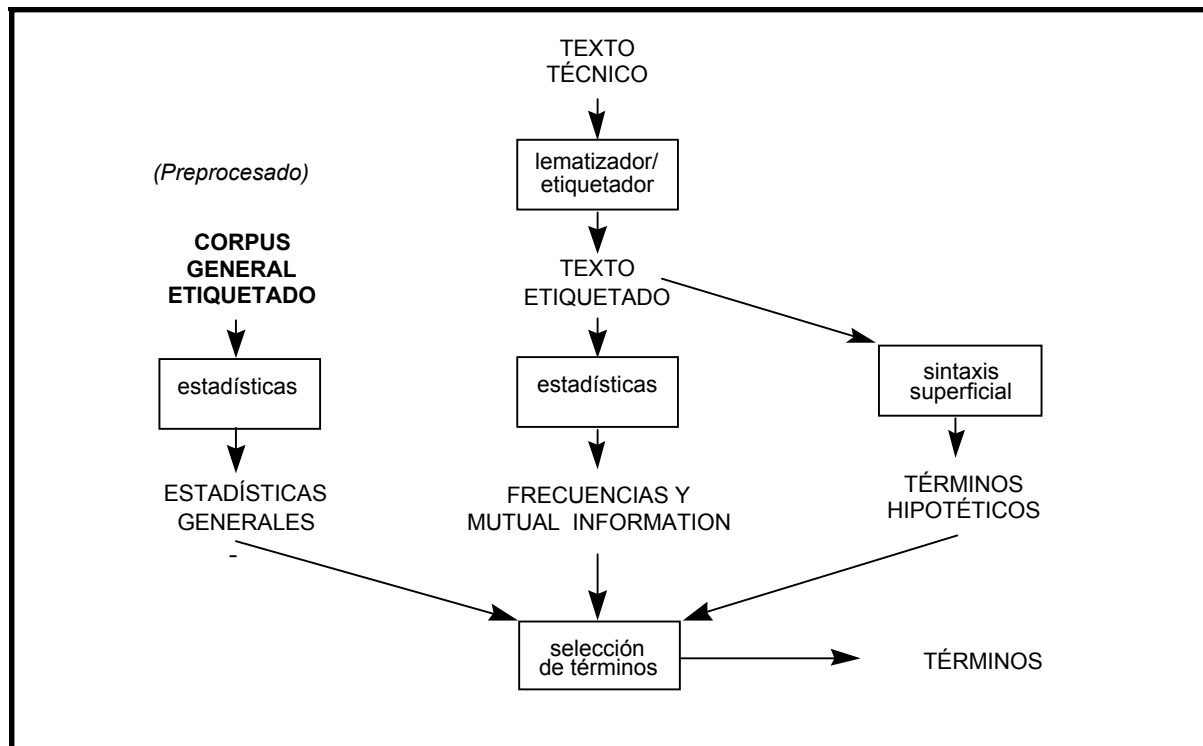 TEXTO
TÉCNICO
lematizador/
etiquetador
(Preprocesado)
CORPUS
GENERAL
ETIQUETADO
TEXTO
ETIQUETADO
estadísticas
estadísticas
sintaxis
superficial
ESTADÍSTICAS
GENERALES
-
FRECUENCIAS Y
MUTUAL INFORMATION
TÉRMINOS
HIPOTÉTICOS
selección
de términos
TÉRMINOS